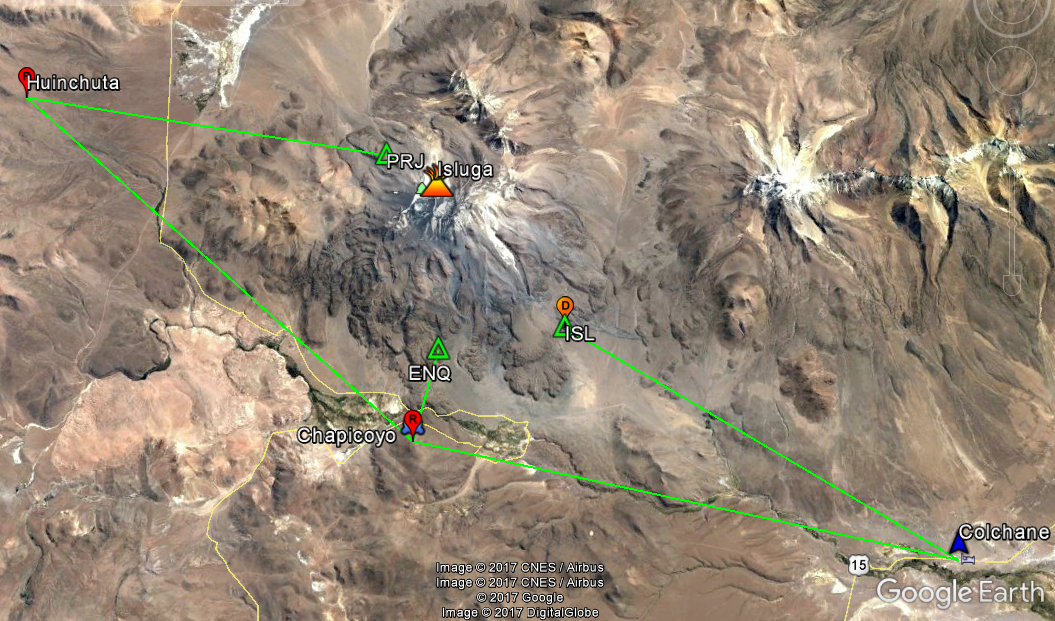 Huinchuta
PRJ
Isluga
D
ISL
ENQ
R
Chapicoyo
Colchane
15
Image © 2017 CNES / Airbus
Image © 2017 CNES / Airbus
© 2017 Google
Image © 2017 DigitalGlobe
Google Earth